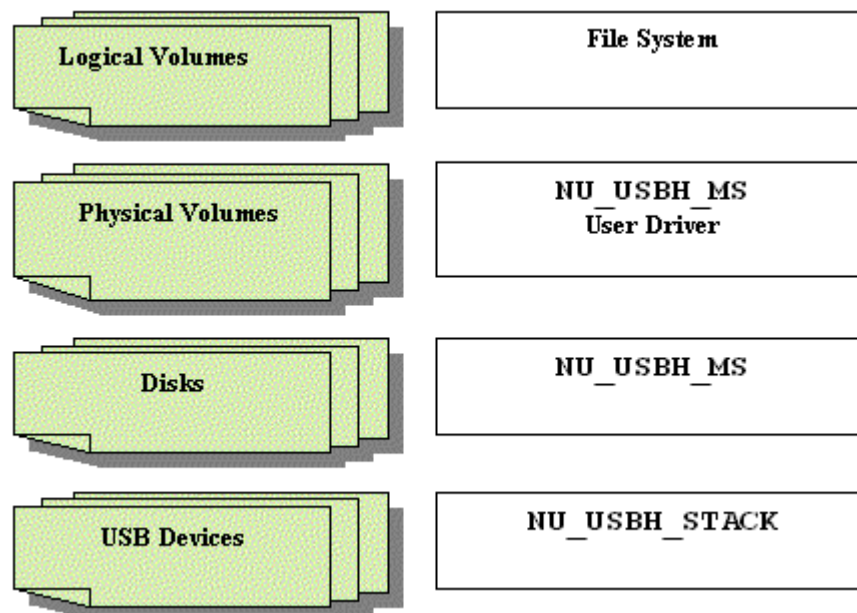 Logical Volumes
File System
Physical Volumes
NU_USBH_MS
User Driver
Disks
NU_USBH_MS
USB Devices
NU_USBH_STACK